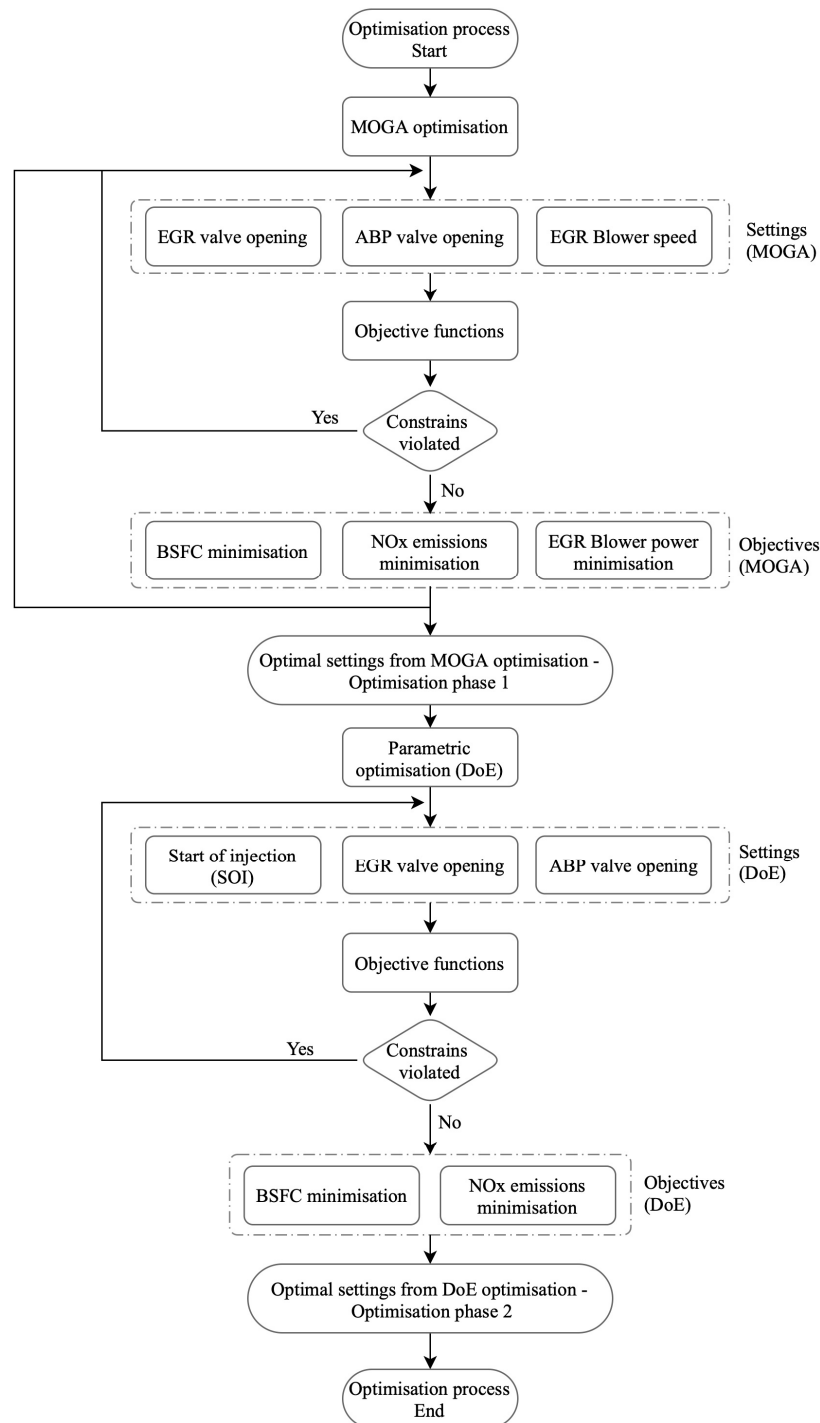 Optimisation process
Start
MOGA optimisation
EGR valve opening
ABP valve opening
EGR Blower speed
Settings
(MOGA)
Objective functions
Yes
Constrains
violated
No
BSFC minimisation
NOx emissions
minimisation
EGR Blower power
minimisation
Objectives
(MOGA)
Optimal settings from MOGA optimisation -
Optimisation phase 1
Parametric
optimisation (DoE)
Start of injection
(SOI)
EGR valve opening
ABP valve opening
Settings
(DoE)
Objective functions
Yes
Constrains
violated
No
BSFC minimisation
NOx emissions
minimisation
Objectives
(DoE)
Optimal settings from DoE optimisation -
Optimisation phase 2
Optimisation process
End